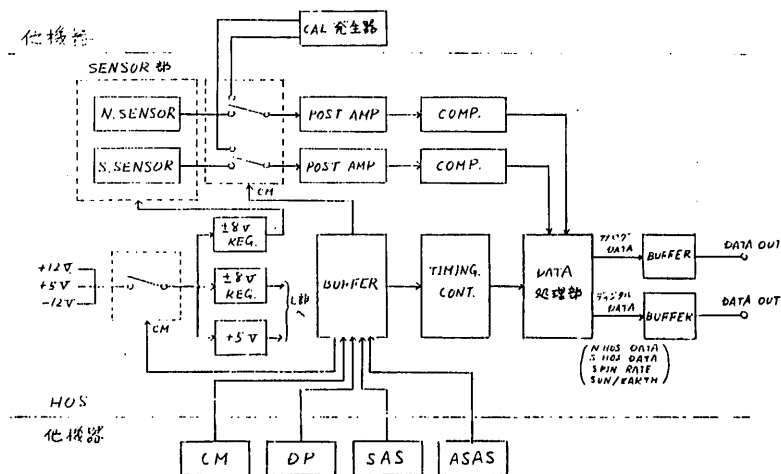 他機器
CAL 発生器
SENSOR 部
N. SENSOR
POST AMP
COMP.
S. SENSOR
POST AMP
COMP.
CM
±8V
REG.
+12V
+5V
-12V
±8V
REG.
+5V
CM
BUFFER
TIMING.
CONT.
DATA
処理部
アナログ
DATA
BUFFER
DATA OUT
ディジタル
DATA
BUFFER
DATA OUT
N HOS DATA
S HOS DATA
SPIN RATE
SUN/EARTH
HOS
他機器
CM
DP
SAS
ASAS